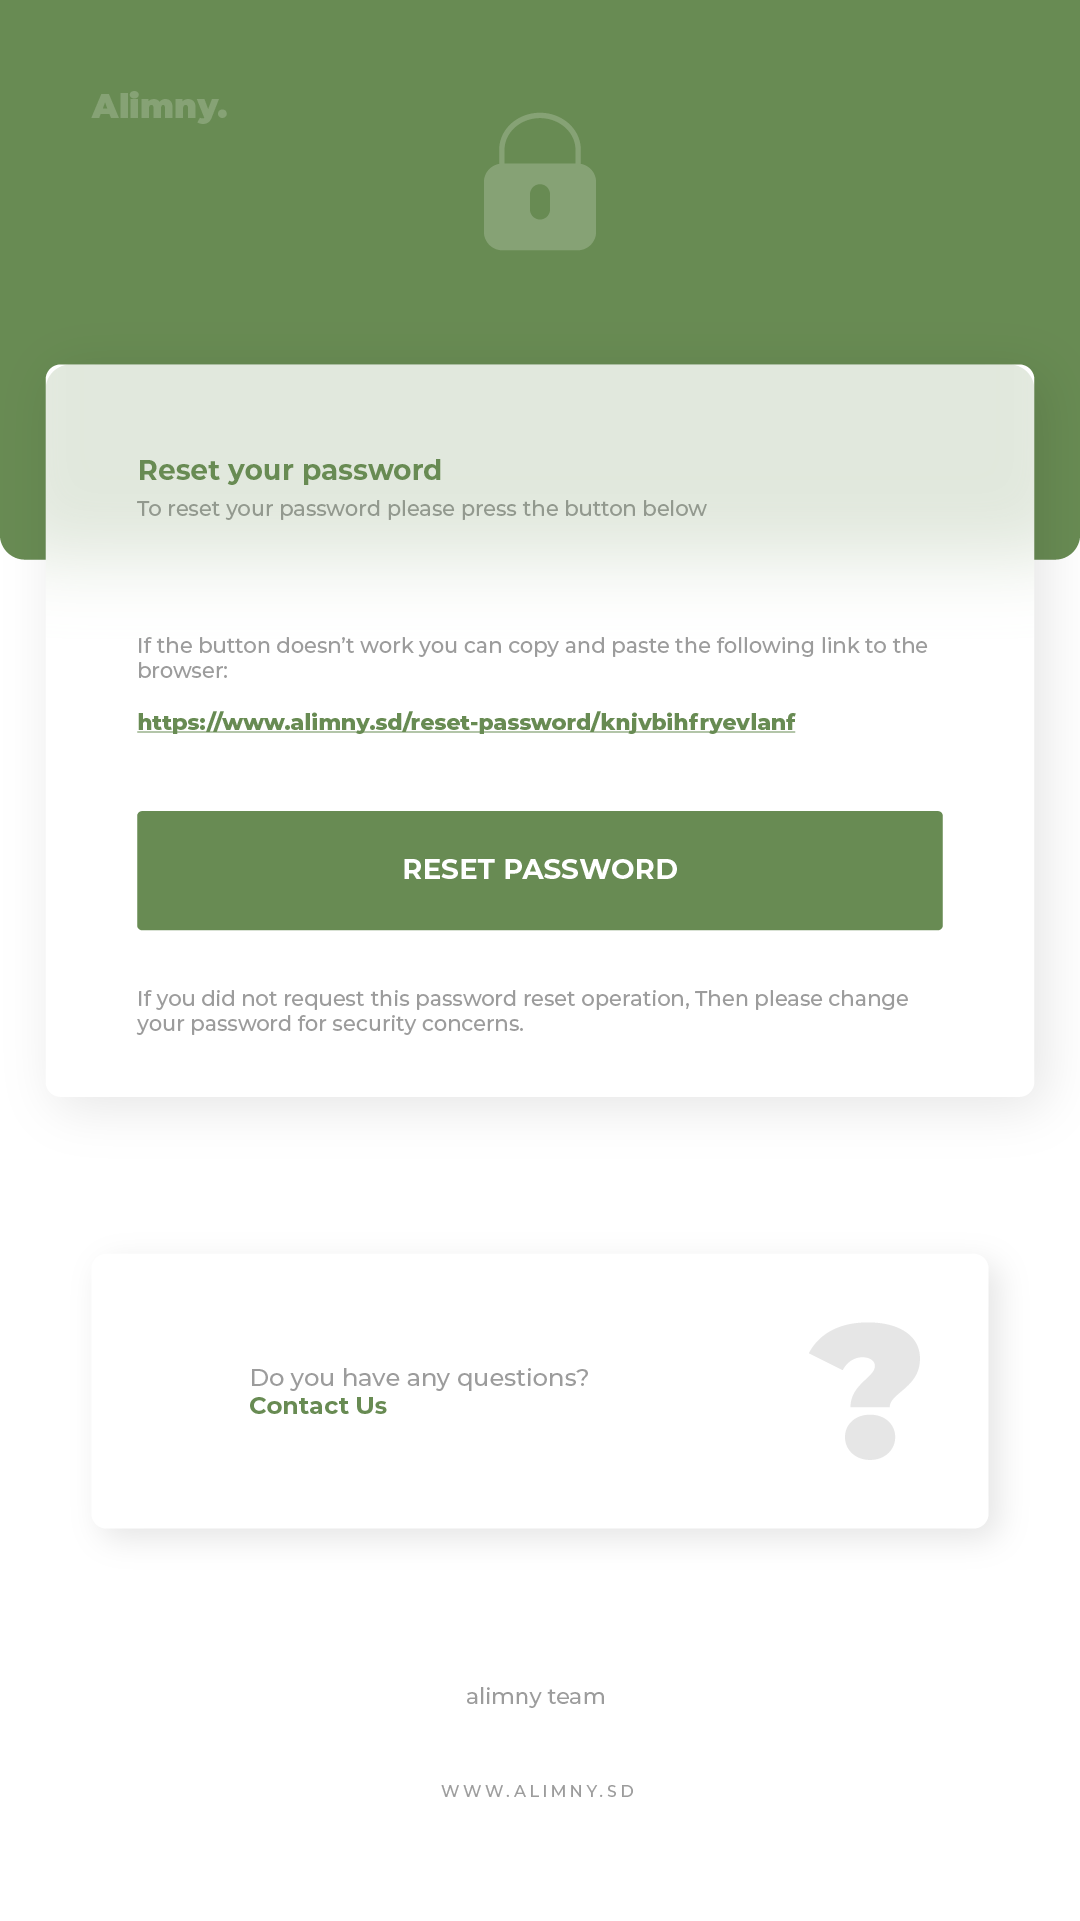 Alimny.
Reset your password
To reset your password please press the button below
If the button doesn’t work you can copy and paste the following link to the
browser:
https://www.alimny.sd/reset-password/knjvbihfryevlanf
RESET PASSWORD
If you did not request this password reset operation, Then please change
your password for security concerns.
Do you have any questions?
Contact Us
?
alimny team
WWW.ALIMNY.SD